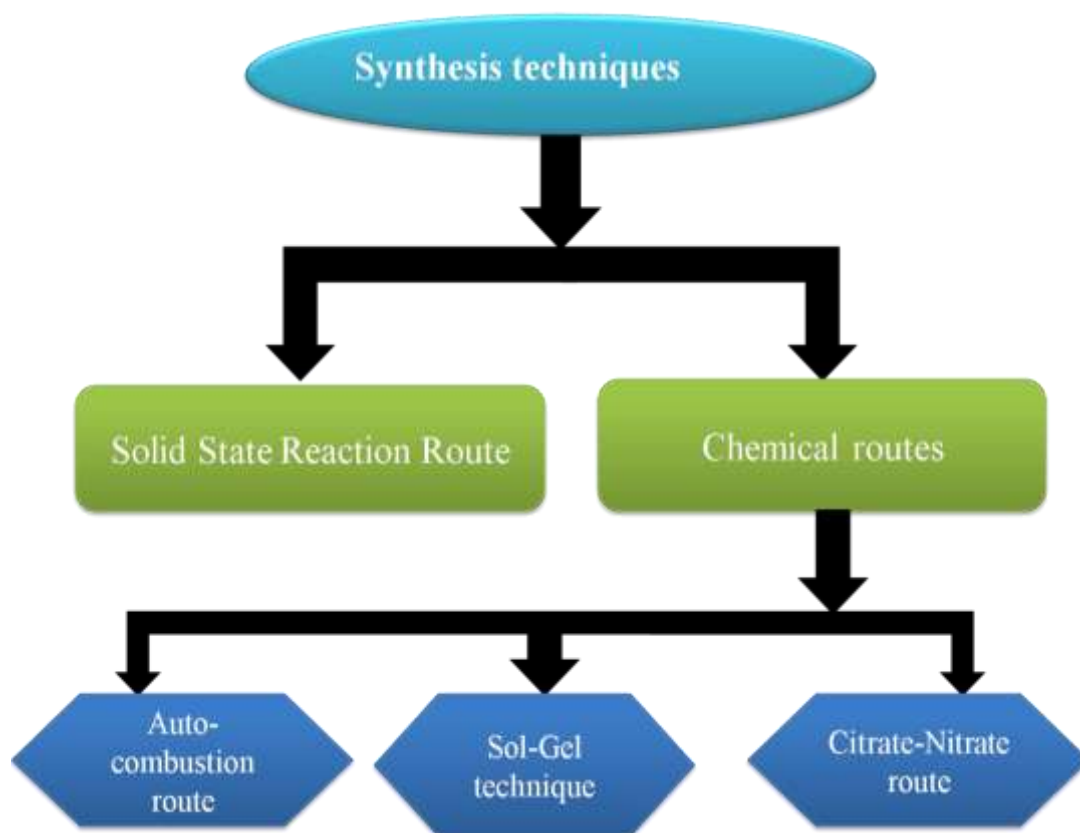 Synthesis techniques
Solid State Reaction Route
Chemical routes
Auto-
combustion
route
Sol-Gel
technique
Citrate-Nitrate
route